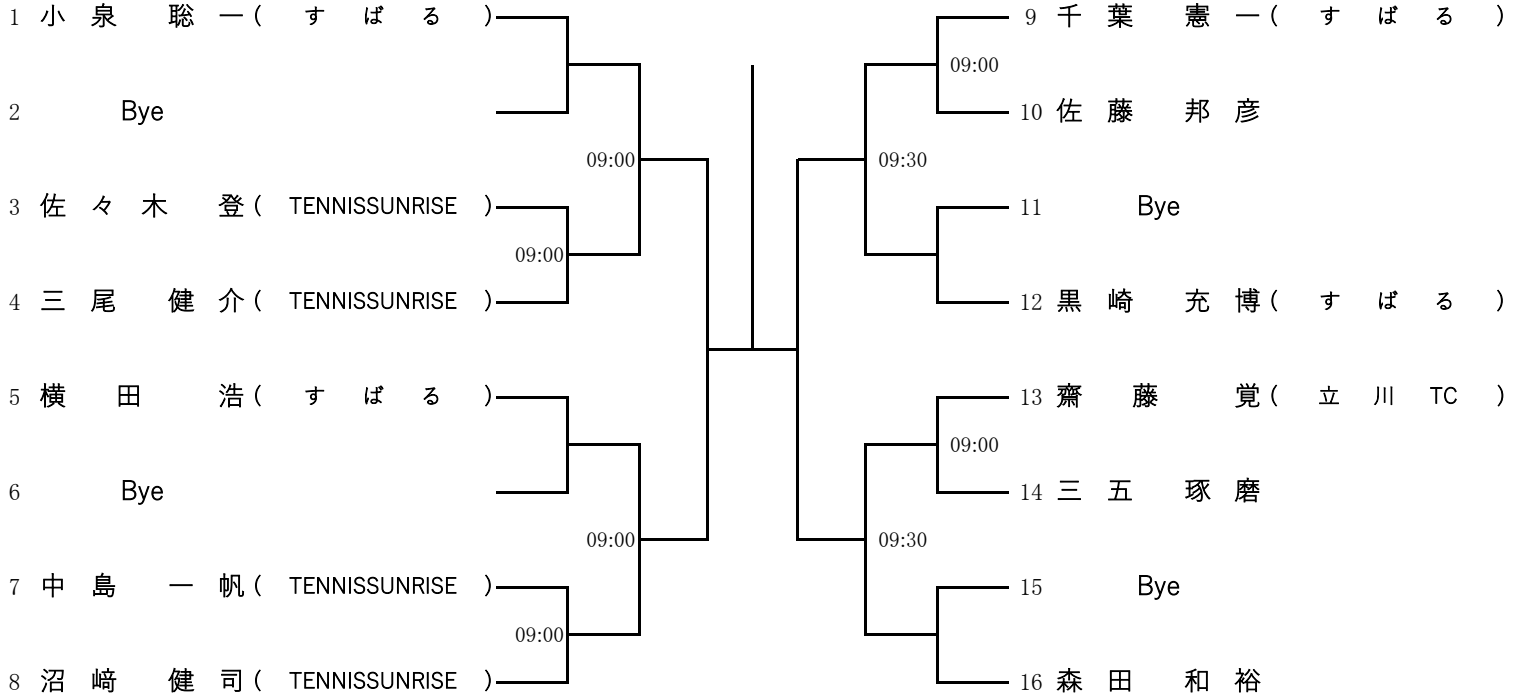 1 小泉 聡一( すばる )
2 Bye
09:00
3 佐々木 登( TENNISSUNRISE )
09:00
4 三尾 健介( TENNISSUNRISE )
5 横田 浩( すばる )
6 Bye
09:00
7 中島 一帆( TENNISSUNRISE )
09:00
8 沼﨑 健司( TENNISSUNRISE )
9 千葉 憲一( すばる )
09:00
10 佐藤 邦彦
09:30
11 Bye
12 黒崎 充博( すばる )
13 齋藤 覚( 立川TC )
09:00
14 三五 琢磨
09:30
15 Bye
16 森田 和裕